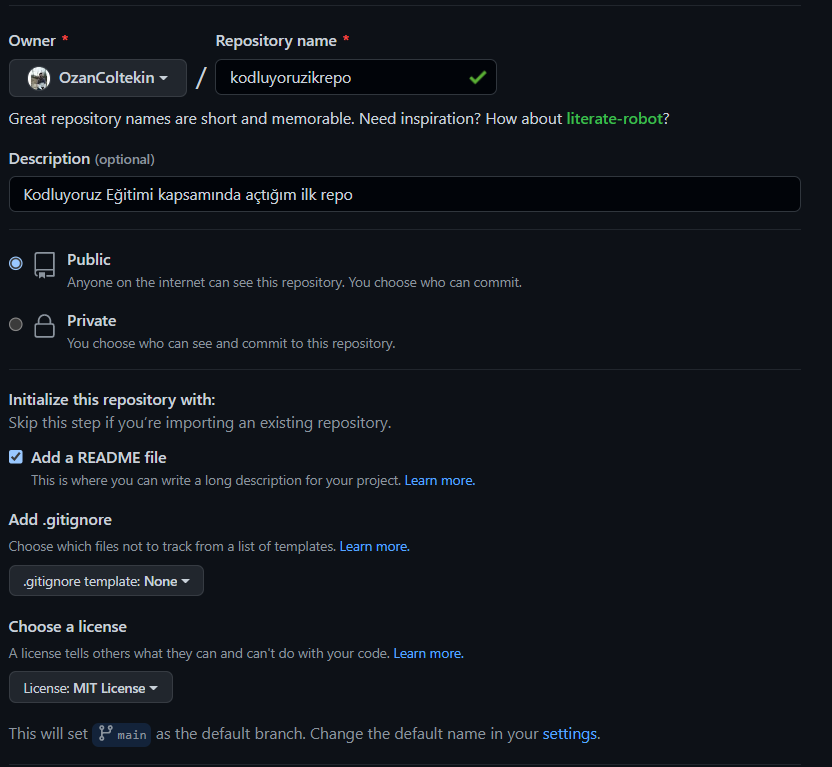 Owner *
Repository name *
OzanColtekin / kodluyoruzikrepo
Great repository names are short and memorable. Need inspiration? How about literate-robot?
Description (optional)
Kodluyoruz Eğitimi kapsamında açtığım ilk repo
Public
Anyone on the internet can see this repository. You choose who can commit.
Private
You choose who can see and commit to this repository.
Initialize this repository with:
Skip this step if you’re importing an existing repository.
Add a README file
This is where you can write a long description for your project. Learn more.
Add .gitignore
Choose which files not to track from a list of templates. Learn more.
.gitignore template: None
Choose a license
A license tells others what they can and can't do with your code. Learn more.
License: MIT License
This will set main as the default branch. Change the default name in your settings.